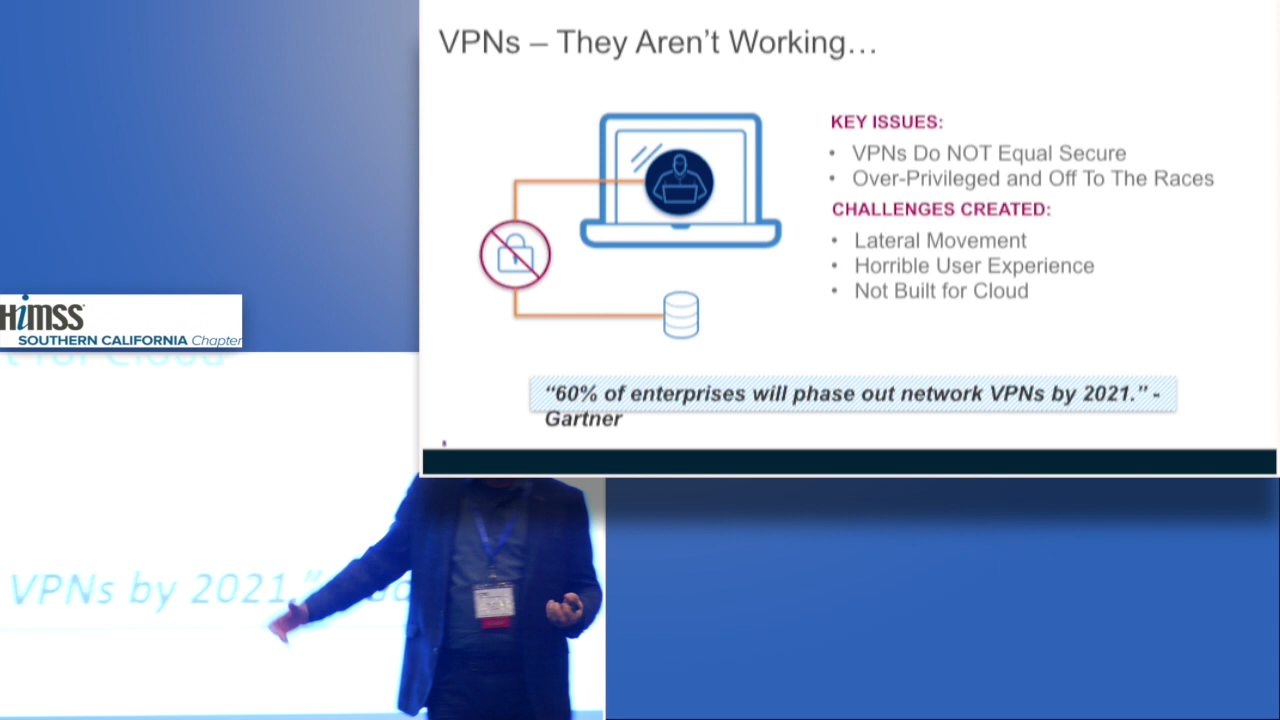 VPNs – They Aren't Working…
KEY ISSUES:
• VPNs Do NOT Equal Secure
• Over-Privileged and Off To The Races
CHALLENGES CREATED:
• Lateral Movement
• Horrible User Experience
• Not Built for Cloud
“60% of enterprises will phase out network VPNs by 2021.” -
Gartner
HiMSS
SOUTHERN CALIFORNIA Chapter
t for Cloud
VPNs by 2021.”